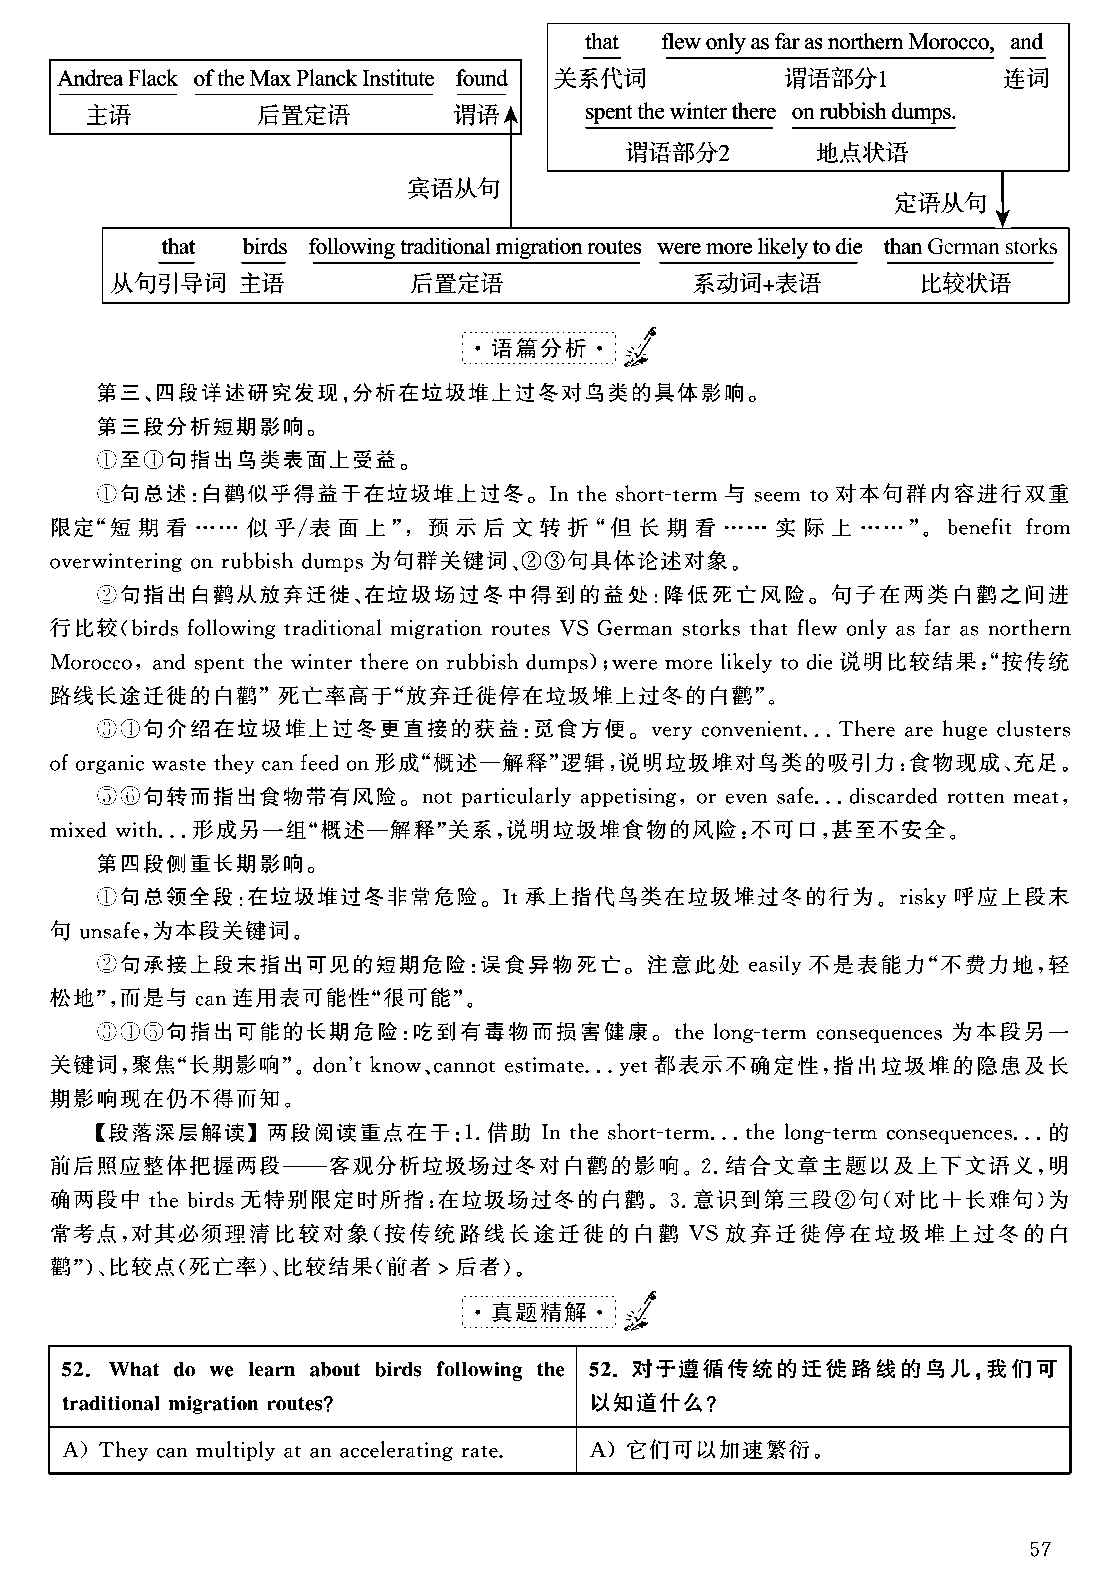 Andrea Flack of the Max Planck Institute found
主语 后置定语 谓语
that flew only as far as northern Morocco, and
关系代词 谓语部分1 连词
spent the winter there on rubbish dumps.
谓语部分2 地点状语
宾语从句
定语从句
that birds following traditional migration routes were more likely to die than German storks
从句引导词 主语 后置定语 系动词+表语 比较状语
·语篇分析·
第三、四段详述研究发现,分析在垃圾堆上过冬对鸟类的具体影响。
第三段分析短期影响。
①至④句指出鸟类表面上受益。
①句总述:白鹳似乎得益于在垃圾堆上过冬。In the short-term 与 seem to 对本句群内容进行双重
限定“短期看……似乎/表面上”,预示后文转折“但长期看……实际上……”。benefit from
overwintering on rubbish dumps 为句群关键词、②③句具体论述对象。
②句指出白鹳从放弃迁徙、在垃圾场过冬中得到的益处:降低死亡风险。句子在两类白鹳之间进
行比较(birds following traditional migration routes VS German storks that flew only as far as northern
Morocco, and spent the winter there on rubbish dumps);were more likely to die 说明比较结果:“按传统
路线长途迁徙的白鹳”死亡率高于“放弃迁徙停在垃圾堆上过冬的白鹳”。
③④句介绍在垃圾堆上过冬更直接的获益:觅食方便。very convenient... There are huge clusters
of organic waste they can feed on 形成“概述—解释”逻辑,说明垃圾堆对鸟类的吸引力:食物现成、充足。
⑤⑥句转而指出食物带有风险。not particularly appetising, or even safe... discarded rotten meat,
mixed with... 形成另一组“概述—解释”关系,说明垃圾堆食物的风险:不可口,甚至不安全。
第四段侧重长期影响。
①句总领全段:在垃圾堆过冬非常危险。It 承上指代鸟类在垃圾堆过冬的行为。risky 呼应上段末
句 unsafe,为本段关键词。
②句承接上段末指出可见的短期危险:误食异物死亡。注意此处 easily 不是表能力“不费力地,轻
松地”,而是与 can 连用表可能性“很可能”。
③④⑤句指出可能的长期危险:吃到有毒物而损害健康。the long-term consequences 为本段另一
关键词,聚焦“长期影响”。don't know、cannot estimate... yet 都表示不确定性,指出垃圾堆的隐患及长
期影响现在仍不得而知。
【段落深层解读】两段阅读重点在于:1. 借助 In the short-term... the long-term consequences... 的
前后照应整体把握两段——客观分析垃圾场过冬对白鹳的影响。2. 结合文章主题以及上下文语义,明
确两段中 the birds 无特别限定时所指:在垃圾场过冬的白鹳。3. 意识到第三段②句(对比+长难句)为
常考点,对其必须理清比较对象(按传统路线长途迁徙的白鹳 VS 放弃迁徙停在垃圾堆上过冬的白
鹳”)、比较点(死亡率)、比较结果(前者>后者)。
·真题精解·
52. What do we learn about birds following the
traditional migration routes?
52. 对于遵循传统的迁徙路线的鸟儿,我们可
以知道什么?
A) They can multiply at an accelerating rate.
A) 它们可以加速繁衍。
57